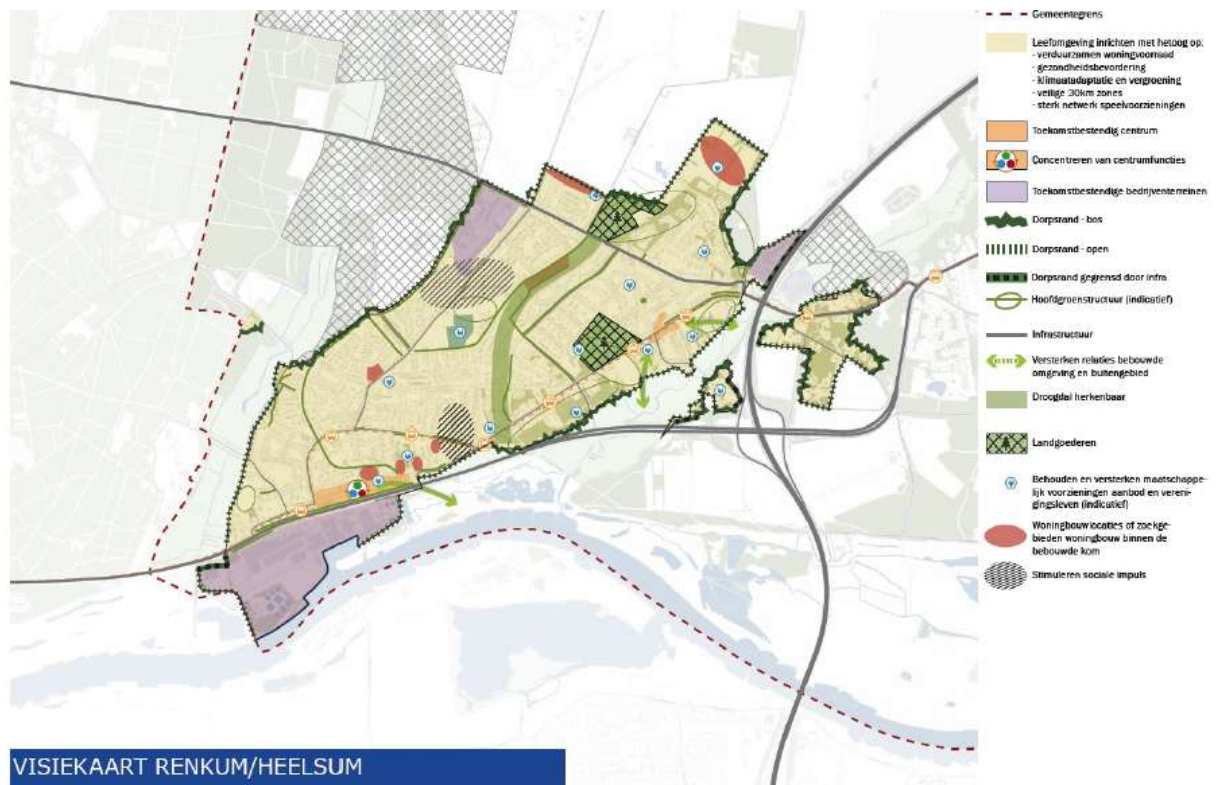 Gemeentegrens
Leefomgeving inrichten met hetoog op:
- verduurzamen woningvoorraad
- gezondheidsbevordering
- klimaatadaptatie en vergroening
- veilige 30km zones
- sterk netwerk speelvoorzieningen
Toekomstbestendig centrum
Concentreren van centrumfuncties
Toekomstbestendige bedrijventerreinen
Dorpsrand - bos
Dorpsrand - open
Dorpsrand gegrensd door infra
Hoofdgroenstructuur (indicatief)
Infrastructuur
Versterken relaties bebouwde
omgeving en buitengebied
Droogdal herkenbaar
Landgoederen
Behouden en versterken maatschappe-
lijk voorzieningen aanbod en vereni-
gingsleven (indicatief)
Woningbouwlocaties of zoekge-
bieden woningbouw binnen de
bebouwde kom
Stimuleren sociale impuls
VISIEKAART RENKUM/HEELSUM